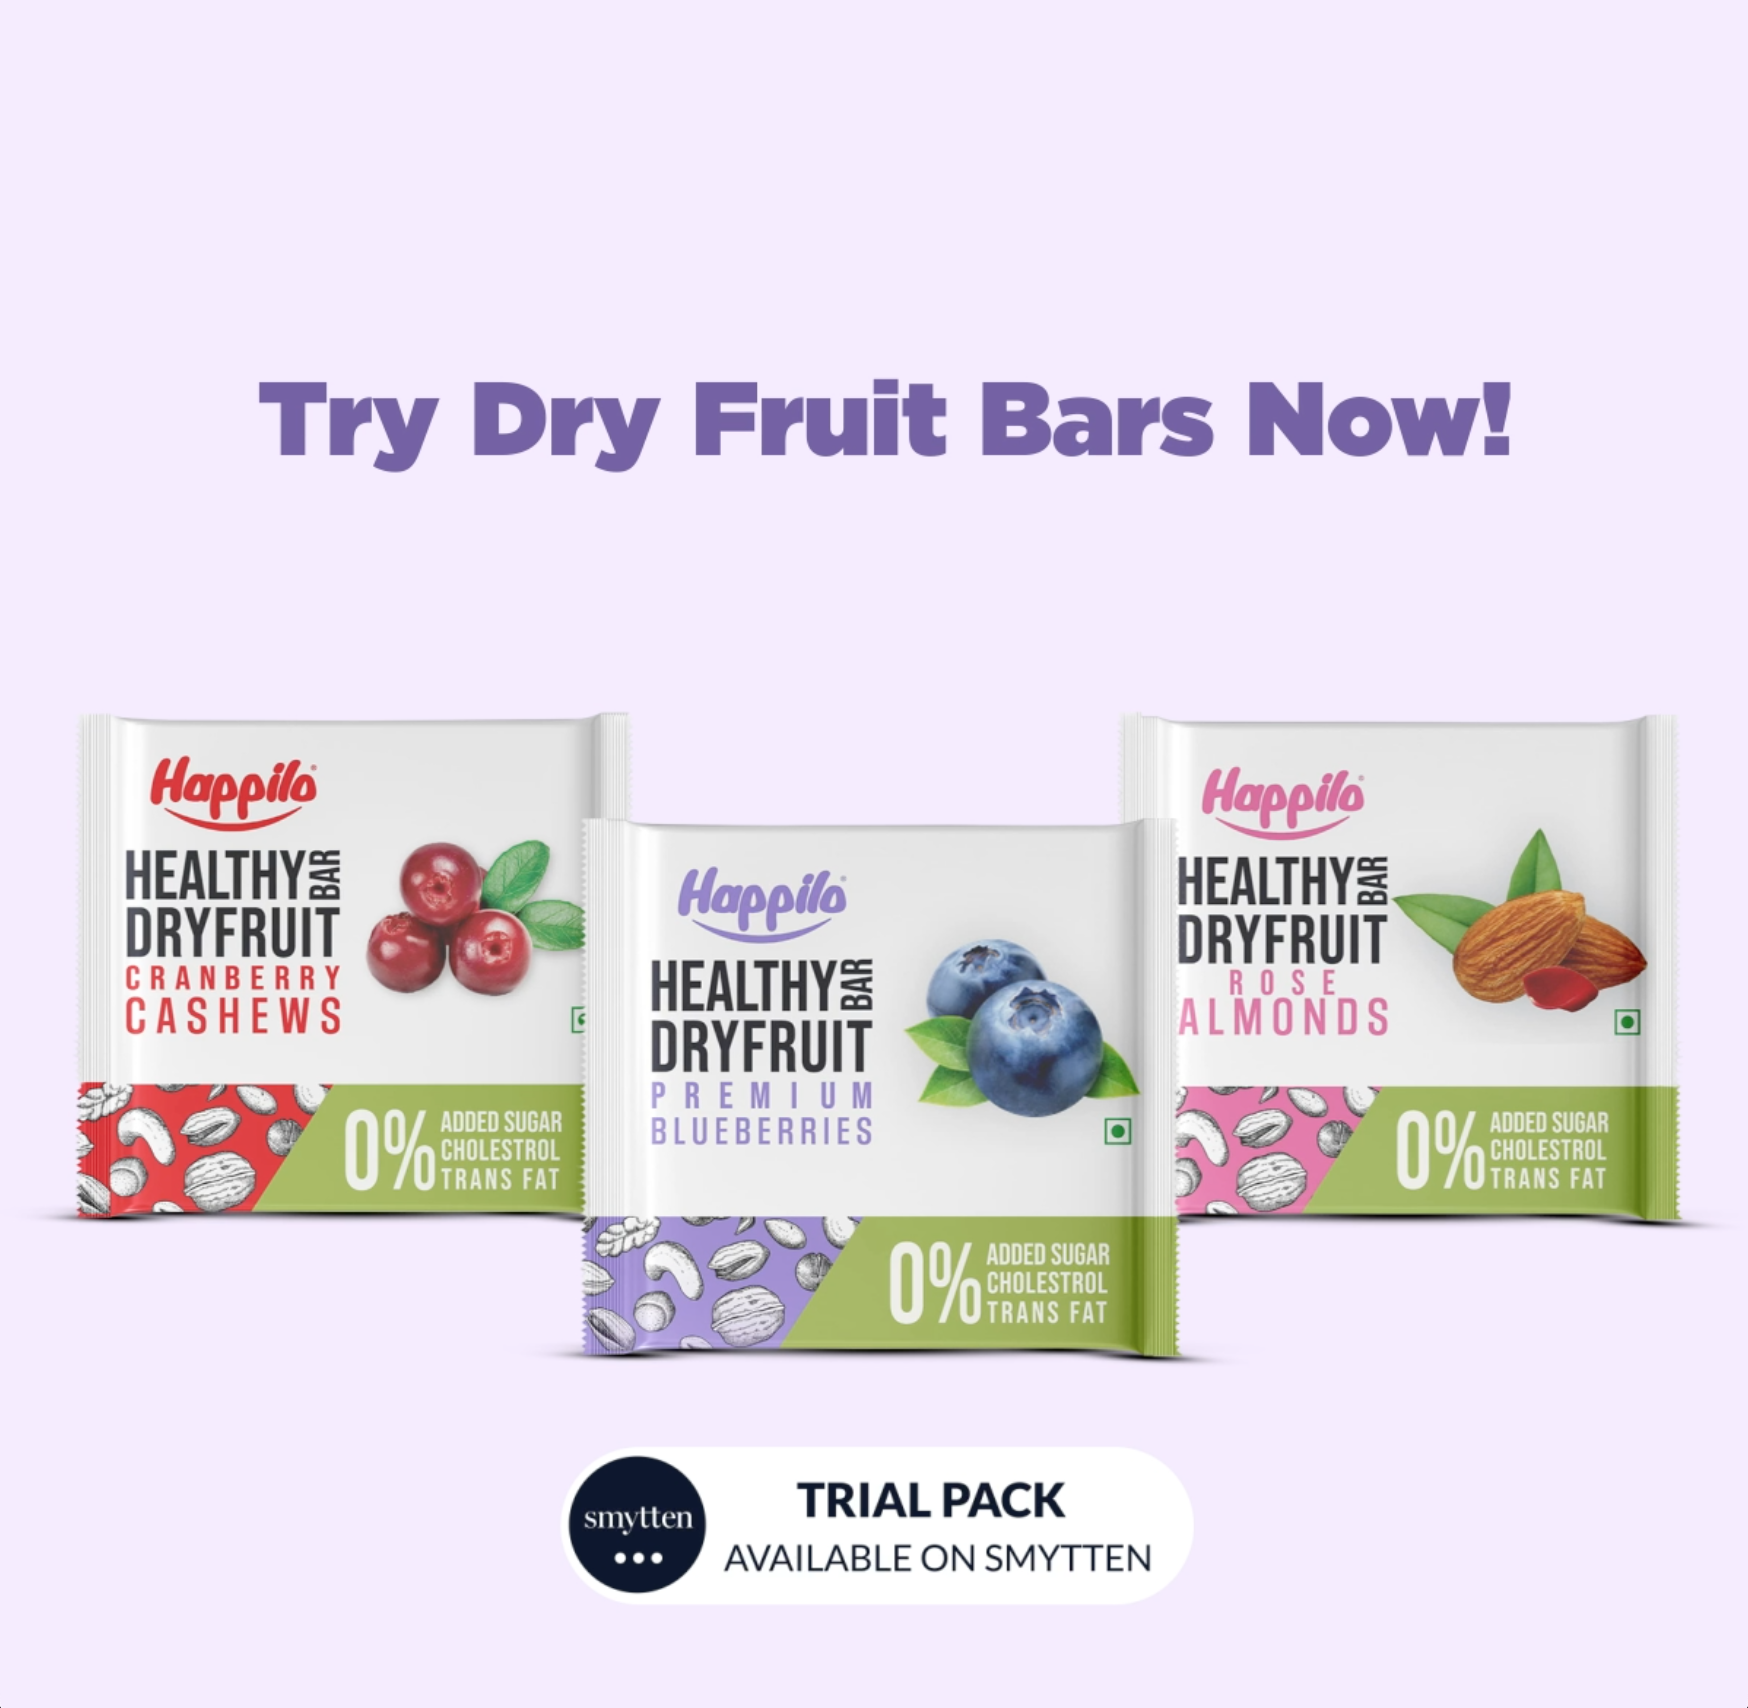 Try Dry Fruit Bars Now!
Happilo
HEALTHY BAR
DRYFRUIT
CRANBERRY
CASHEWS
0% ADDED SUGAR
CHOLESTROL
TRANS FAT
Happilo
HEALTHY BAR
DRYFRUIT
PREMIUM
BLUEBERRIES
0% ADDED SUGAR
CHOLESTROL
TRANS FAT
Happilo
HEALTHY BAR
DRYFRUIT
ROSE
ALMONDS
0% ADDED SUGAR
CHOLESTROL
TRANS FAT
smytten
TRIAL PACK
AVAILABLE ON SMYTTEN